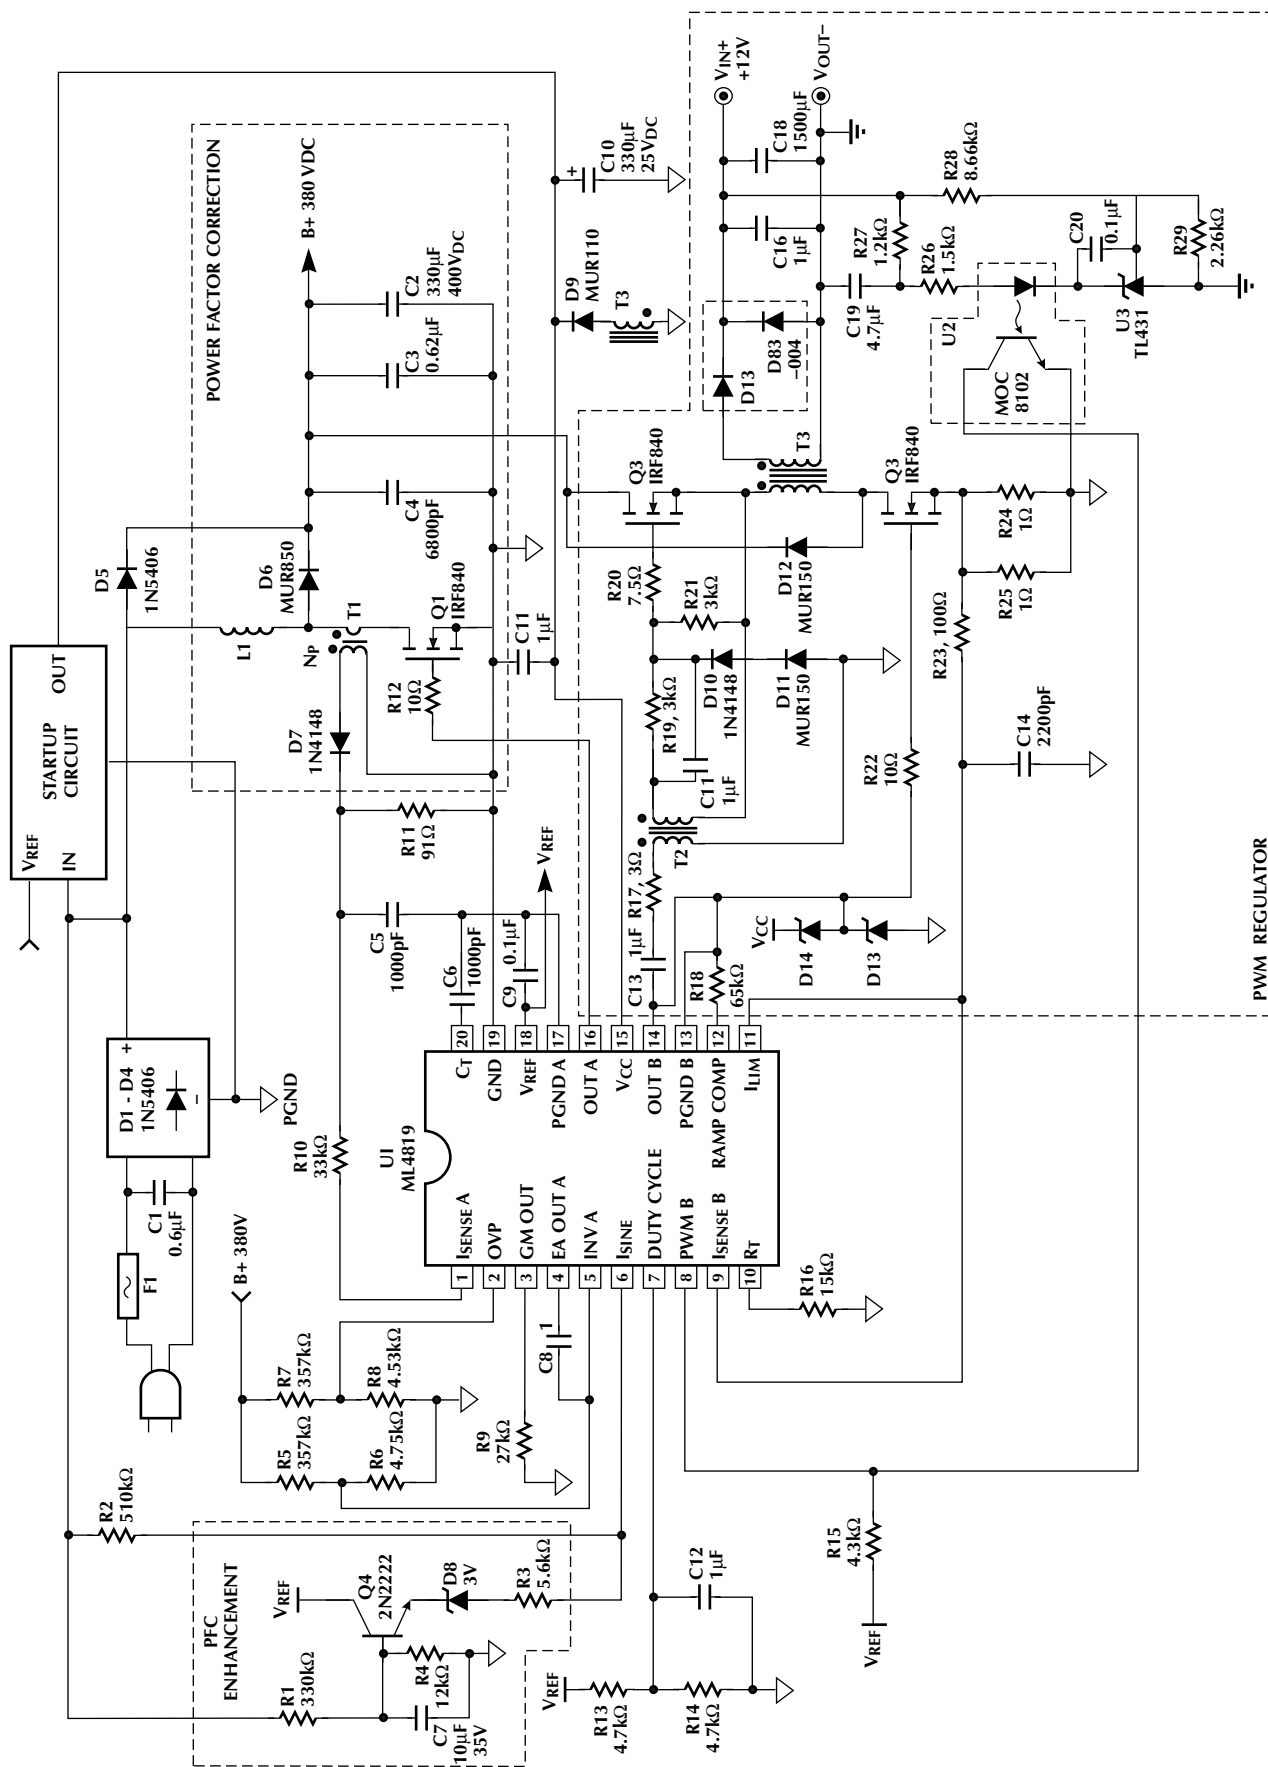 STARTUP
CIRCUIT
VREF
IN
OUT
D1 - D4
1N5406
+
–
PGND
F1
C1
0.6µF
B+ 380V
R7
357kΩ
R8
4.53kΩ
R5
357kΩ
R6
4.75kΩ
R9
27kΩ
C8
1
R2
510kΩ
PFC
ENHANCEMENT
R1
330kΩ
VREF
Q4
2N2222
D8
3V
R3
5.6kΩ
R4
12kΩ
C7
10µF
35V
VREF
R13
4.7kΩ
R14
4.7kΩ
C12
1µF
R15
4.3kΩ
VREF
R16
15kΩ
R10
33kΩ
U1
ML4819
1
ISENSE A
2
OVP
3
GM OUT
4
EA OUT A
5
INV A
6
ISINE
7
DUTY CYCLE
8
PWM B
9
ISENSE B
10
RT
20
CT
19
GND
18
VREF
17
PGND A
16
OUT A
15
VCC
14
OUT B
13
PGND B
12
RAMP COMP
11
ILIM
POWER FACTOR CORRECTION
D5
1N5406
L1
D6
MUR850
NP
T1
D7
1N4148
R12
10Ω
Q1
IRF840
R11
91Ω
C5
1000pF
C6
1000pF
C9
0.1µF
VREF
C4
6800pF
C3
0.62µF
C2
330µF
400VDC
B+ 380 VDC
C11
1µF
+
C10
330µF
25VDC
D9
MUR110
T3
PWM REGULATOR
C13
1µF
R17, 3Ω
T2
R18
65kΩ
VCC
D14
D13
R19, 3kΩ
C11
1µF
D10
1N4148
D11
MUR150
R20
7.5Ω
R21
3kΩ
D12
MUR150
Q3
IRF840
T3
Q3
IRF840
R22
10Ω
R23, 100Ω
R24
1Ω
R25
1Ω
C14
2200pF
D13
D83
–004
C16
1µF
C18
1500µF
VIN+
+12V
VOUT–
C19
4.7µF
R27
1.2kΩ
R26
1.5kΩ
R28
8.66kΩ
U2
MOC
8102
C20
0.1µF
U3
TL431
R29
2.26kΩ